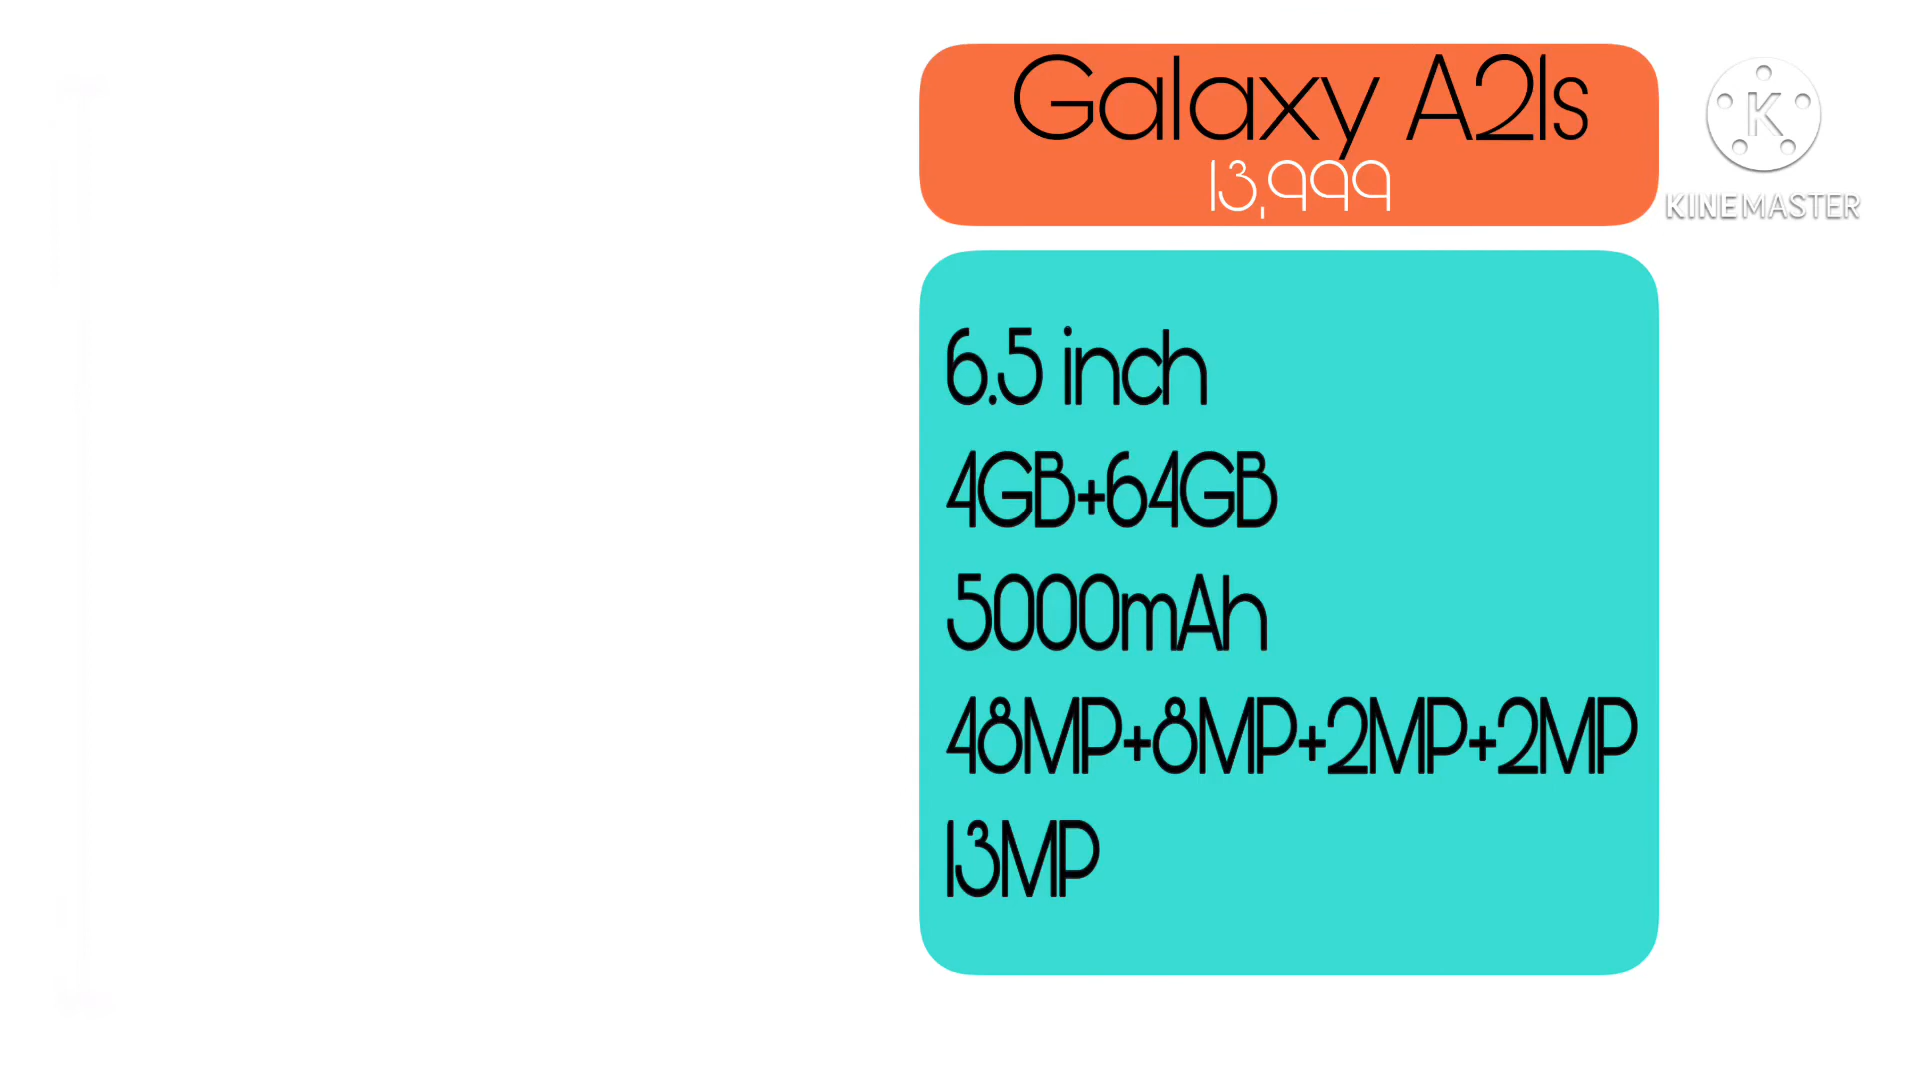 Galaxy A21s
13,999
K
KINEMASTER
6.5 inch
4GB+64GB
5000mAh
48MP+8MP+2MP+2MP
13MP